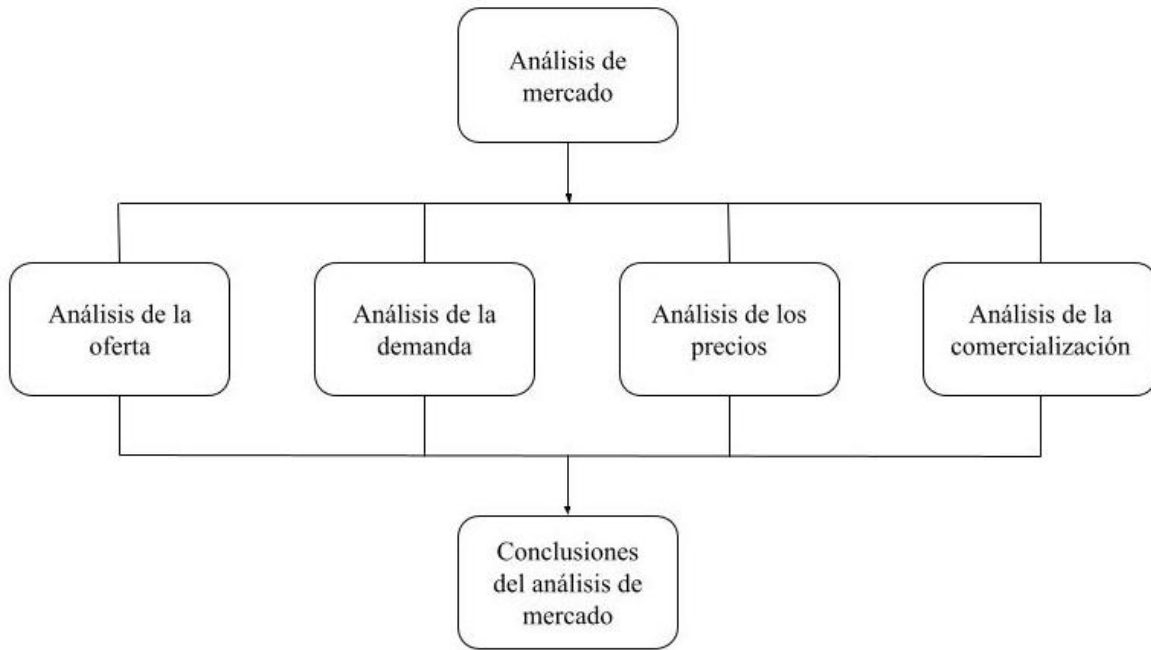 Análisis de
mercado
Análisis de la
oferta
Análisis de la
demanda
Análisis de los
precios
Análisis de la
comercialización
Conclusiones
del análisis de
mercado